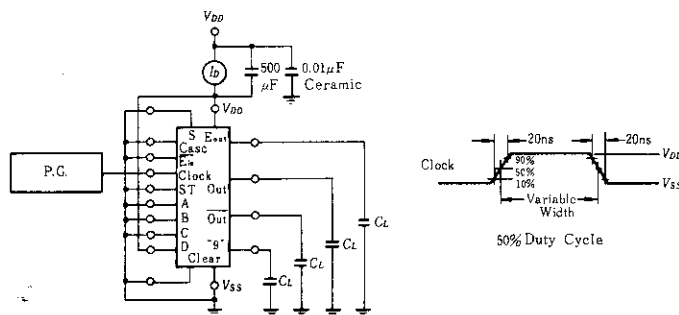 VDD
ID
500 μF
0.01μF Ceramic
VDD
S
Eout
Casc
Ein
Clock
ST
A
B
C
D
Out
Out
"9"
Clear
P.G.
CL
CL
CL
CL
VSS
20ns
20ns
Clock
90%
50%
10%
VDD
VSS
Variable
Width
50% Duty Cycle